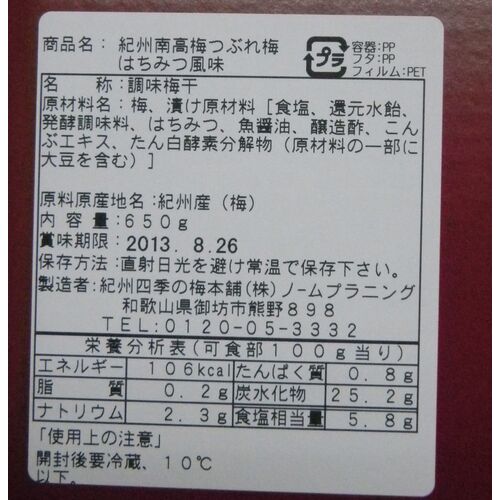 商品名： 紀州南高梅つぶれ梅
はちみつ風味
プラ
容器：PP
フタ：PP
フィルム：PET
名　称：調味梅干
原材料名：梅、漬け原材料［食塩、還元水飴、
発酵調味料、はちみつ、魚醤油、醸造酢、こん
ぶエキス、たん白酵素分解物（原材料の一部に
大豆を含む）］
原料原産地名：紀州産（梅）
内容量：６５０ｇ
賞味期限：2013. 8.26
保存方法：直射日光を避け常温で保存下さい。
製造者：紀州四季の梅本舗（株）ノームプラニング
和歌山県御坊市熊野８９８
ＴＥＬ：０１２０-０５-３３３２
栄養分析表（可食部１００ｇ当り）
エネルギー　106kcal　たんぱく質　0.8g
脂　質　0.2g　炭水化物　25.2g
ナトリウム　2.3g　食塩相当量　5.8g
「使用上の注意」
開封後要冷蔵、１０℃
以下。